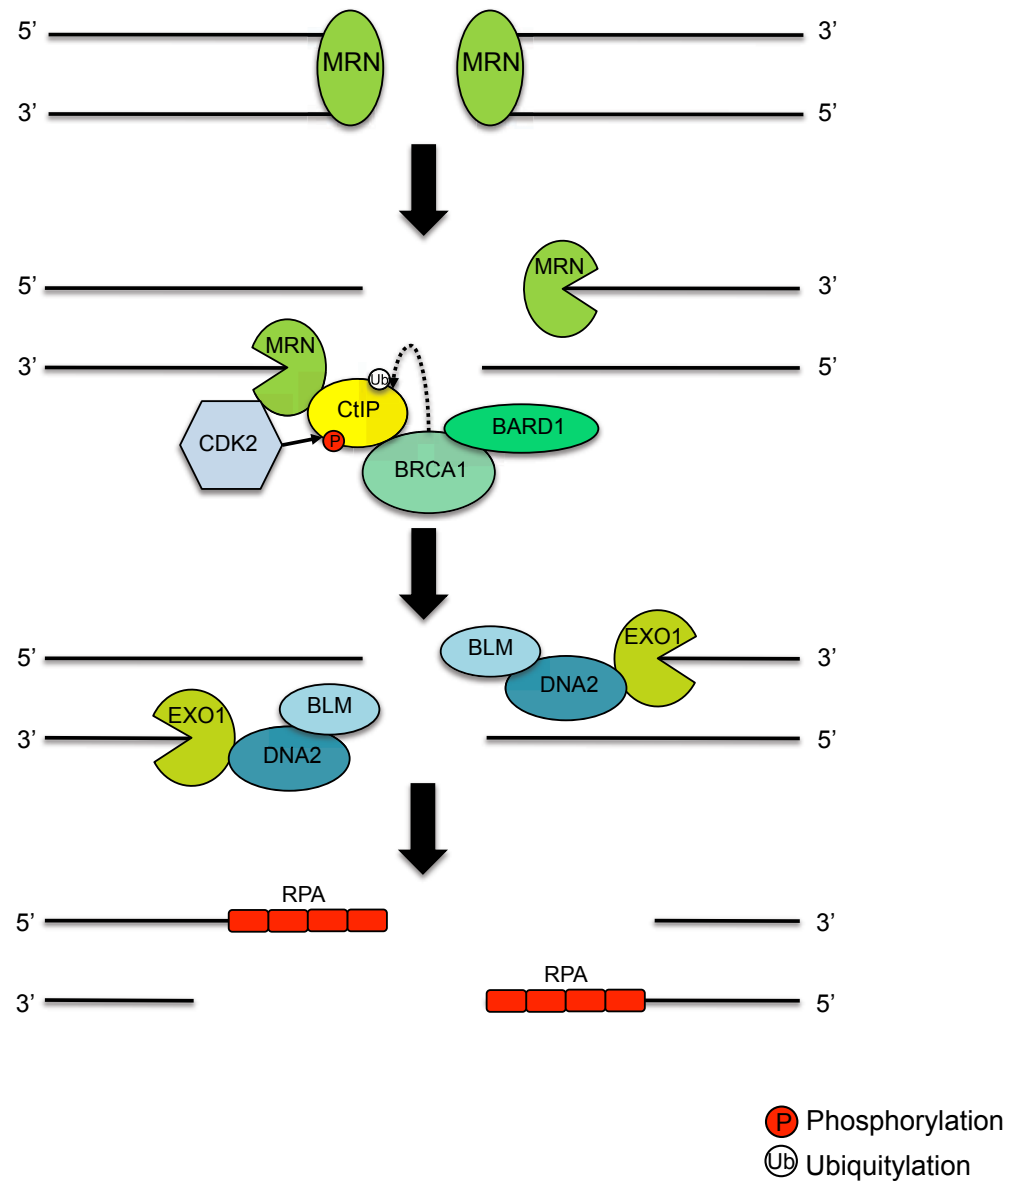 5’ MRN MRN 3’
3’ 5’
5’ MRN 3’
3’ MRN 5’
Ub
CtIP
P
CDK2
BARD1
BRCA1
5’ BLM EXO1 3’
DNA2
3’ EXO1 BLM 5’
DNA2
RPA
5’ 3’
RPA
3’ 5’
P Phosphorylation
Ub Ubiquitylation